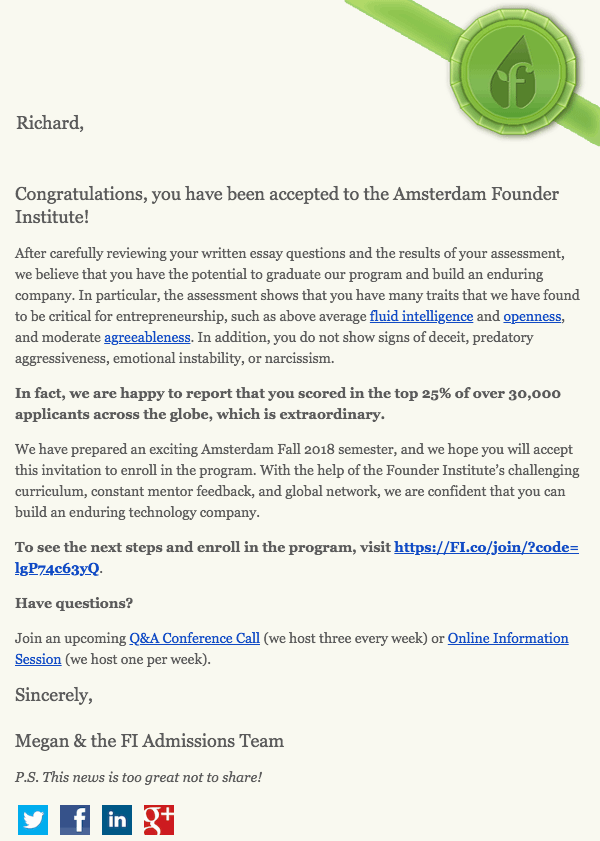 f
Richard,
Congratulations, you have been accepted to the Amsterdam Founder
Institute!
After carefully reviewing your written essay questions and the results of your assessment,
we believe that you have the potential to graduate our program and build an enduring
company. In particular, the assessment shows that you have many traits that we have found
to be critical for entrepreneurship, such as above average fluid intelligence and openness,
and moderate agreeableness. In addition, you do not show signs of deceit, predatory
aggressiveness, emotional instability, or narcissism.
In fact, we are happy to report that you scored in the top 25% of over 30,000
applicants across the globe, which is extraordinary.
We have prepared an exciting Amsterdam Fall 2018 semester, and we hope you will accept
this invitation to enroll in the program. With the help of the Founder Institute’s challenging
curriculum, constant mentor feedback, and global network, we are confident that you can
build an enduring technology company.
To see the next steps and enroll in the program, visit https://FI.co/join/?code=
lgP74c63yQ.
Have questions?
Join an upcoming Q&A Conference Call (we host three every week) or Online Information
Session (we host one per week).
Sincerely,
Megan & the FI Admissions Team
P.S. This news is too great not to share!
f in g+